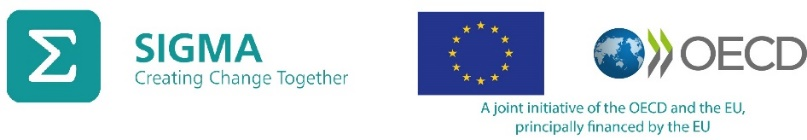 Σ
SIGMA
Creating Change Together
OECD
A joint initiative of the OECD and the EU,
principally financed by the EU